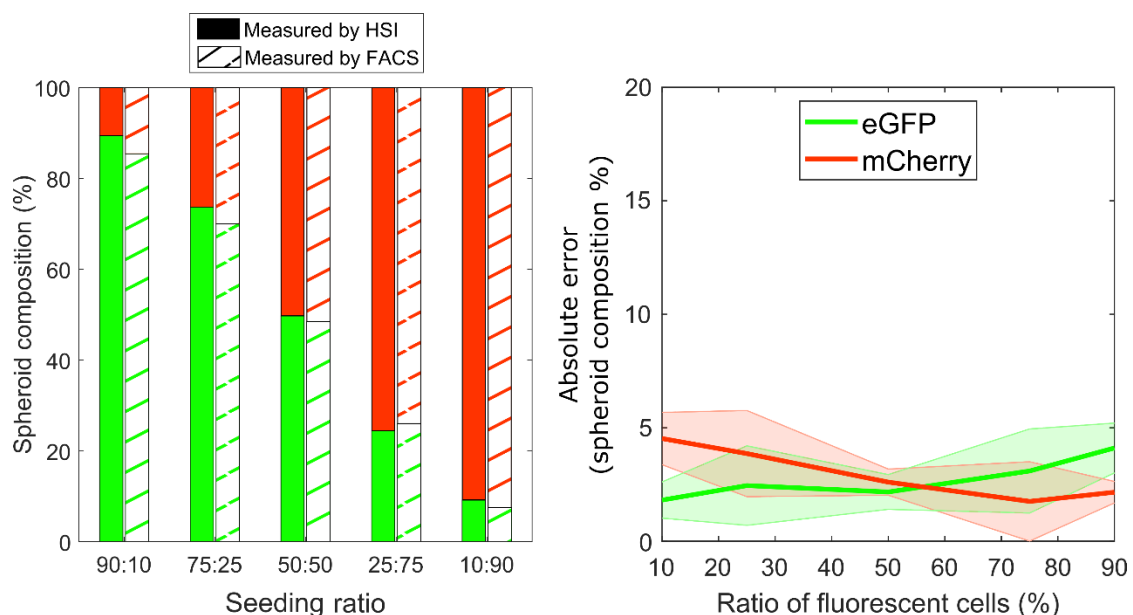 Measured by HSI
Measured by FACS
100
80
60
40
20
0
Spheroid composition (%)
90:10 75:25 50:50 25:75 10:90
Seeding ratio
20
15
10
5
0
Absolute error
(spheroid composition %)
eGFP
mCherry
10 20 30 40 50 60 70 80 90
Ratio of fluorescent cells (%)